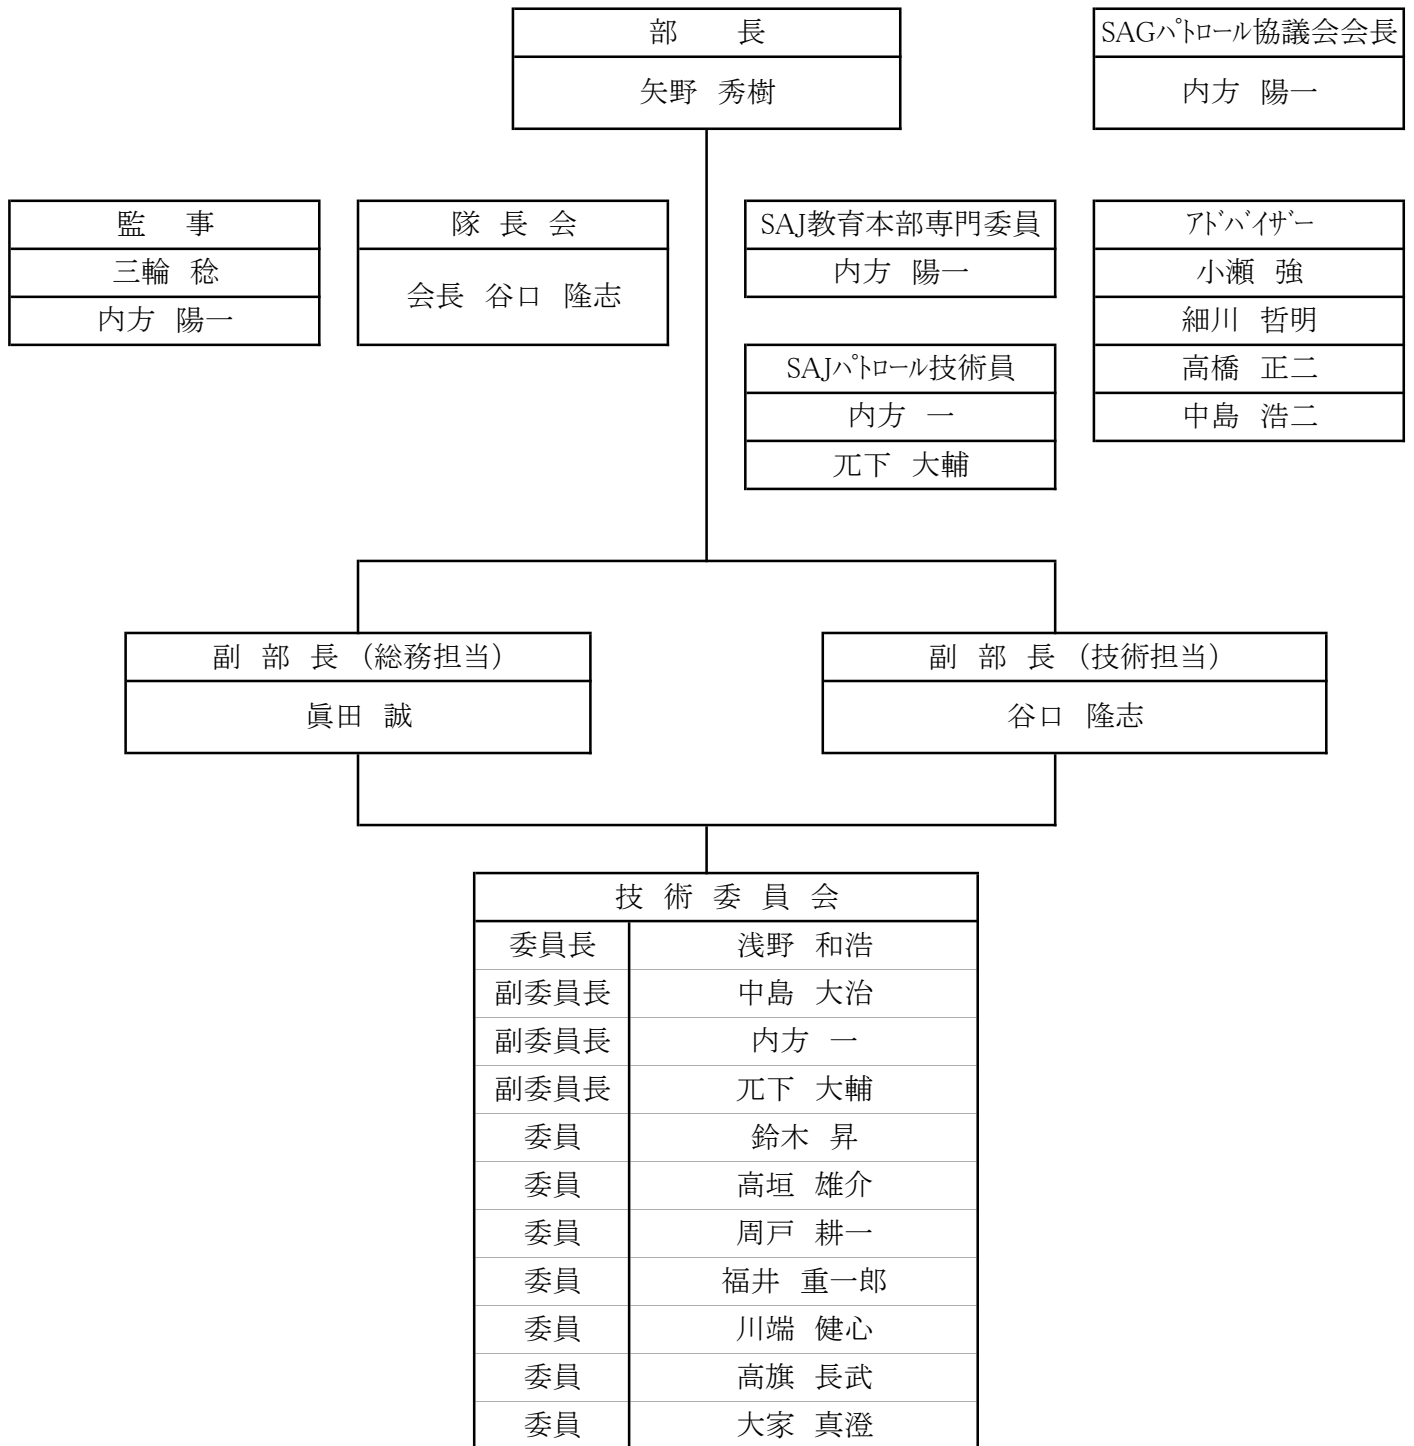 部 長
矢野 秀樹
SAGﾊﾟﾄﾛｰﾙ協議会会長
内方 陽一
監 事
三輪 稔
内方 陽一
隊 長 会
会長 谷口 隆志
SAJ教育本部専門委員
内方 陽一
SAJﾊﾟﾄﾛｰﾙ技術員
内方 一
兀下 大輔
ｱﾄﾞﾊﾞｲｻﾞｰ
小瀬 強
細川 哲明
高橋 正二
中島 浩二
副 部 長 （総務担当）
眞田 誠
副 部 長 （技術担当）
谷口 隆志
技 術 委 員 会
委員長 浅野 和浩
副委員長 中島 大治
副委員長 内方 一
副委員長 兀下 大輔
委員 鈴木 昇
委員 高垣 雄介
委員 周戸 耕一
委員 福井 重一郎
委員 川端 健心
委員 高旗 長武
委員 大家 真澄